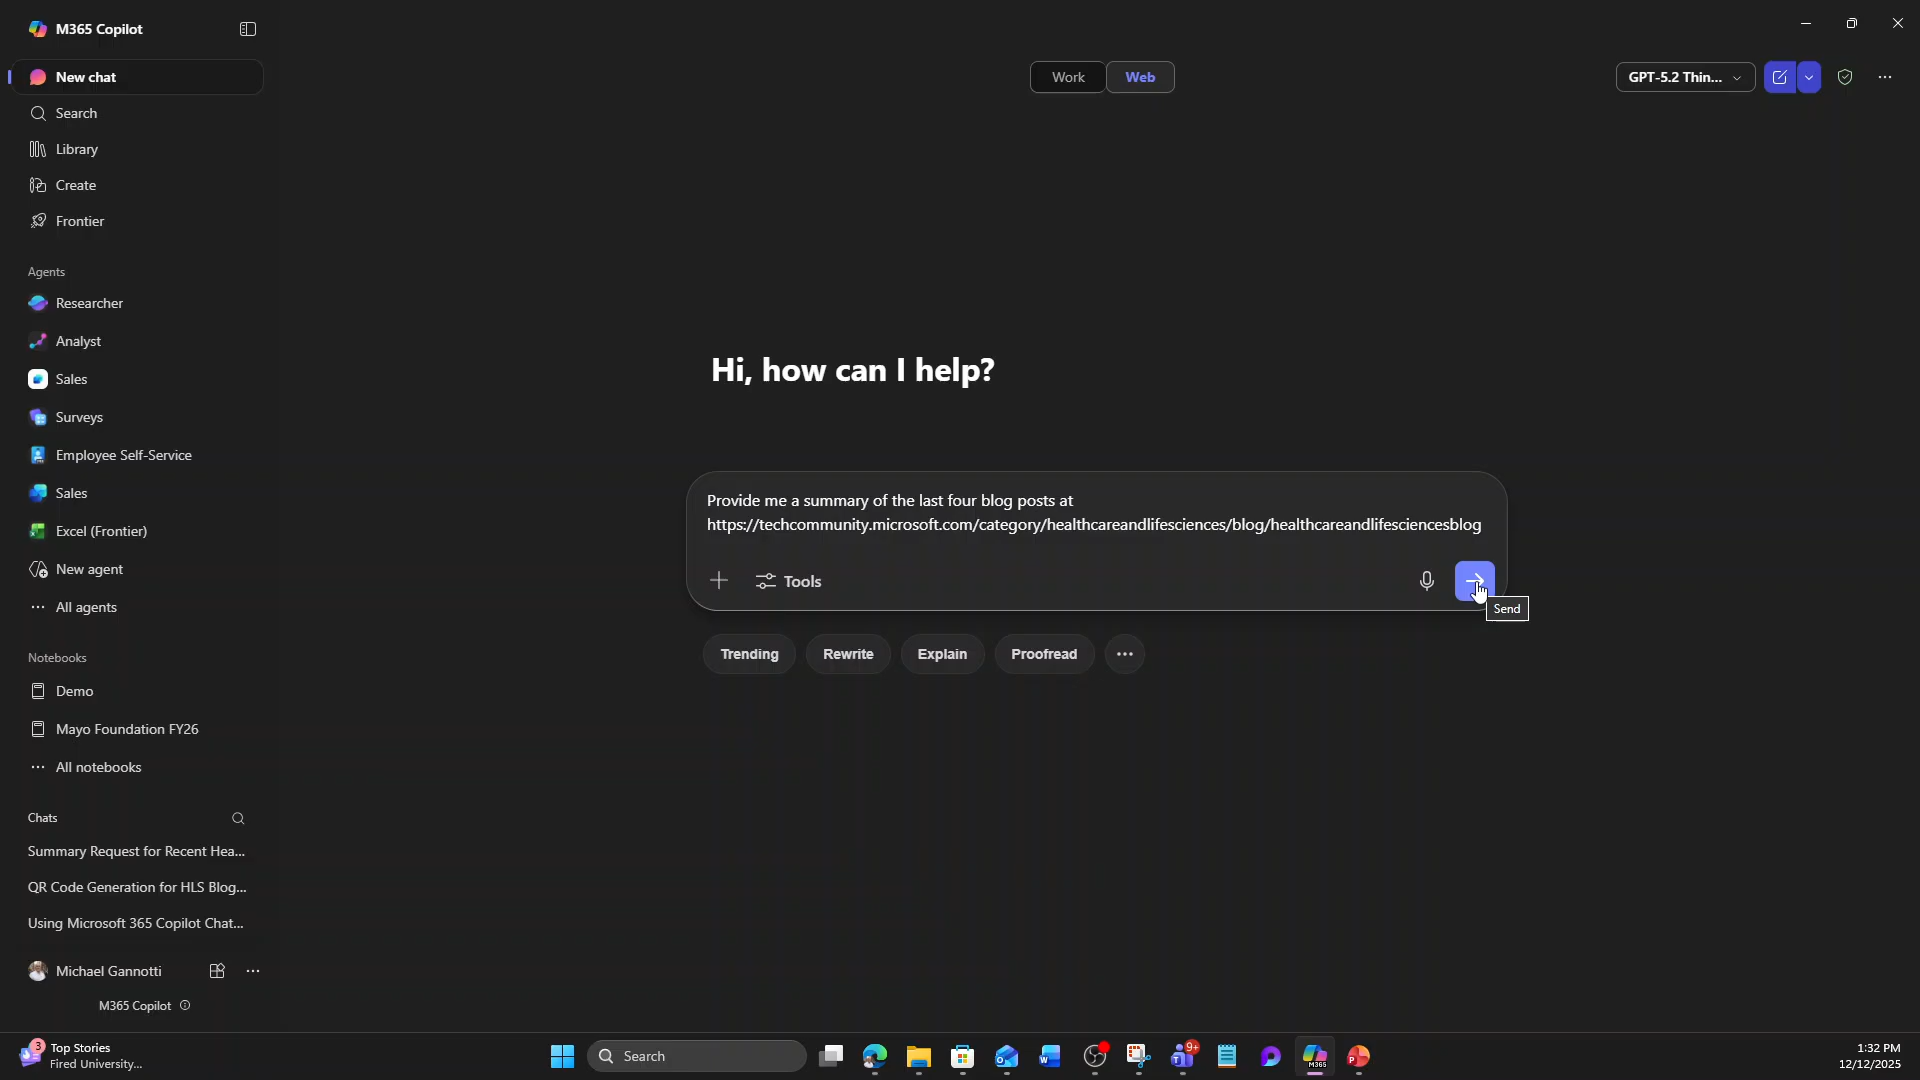 M365 Copilot
New chat
Search
Library
Create
Frontier
Agents
Researcher
Analyst
Sales
Surveys
Employee Self-Service
Sales
Excel (Frontier)
New agent
All agents
Notebooks
Demo
Mayo Foundation FY26
All notebooks
Chats
Summary Request for Recent Hea...
QR Code Generation for HLS Blog...
Using Microsoft 365 Copilot Chat...
Michael Gannotti
M365 Copilot
Work
Web
GPT-5.2 Thin...
Hi, how can I help?
Provide me a summary of the last four blog posts at
https://techcommunity.microsoft.com/category/healthcareandlifesciences/blog/healthcareandlifesciencesblog
Tools
Send
Trending
Rewrite
Explain
Proofread
3
Top Stories
Fired University...
Search
9+
M365
1:32 PM
12/12/2025